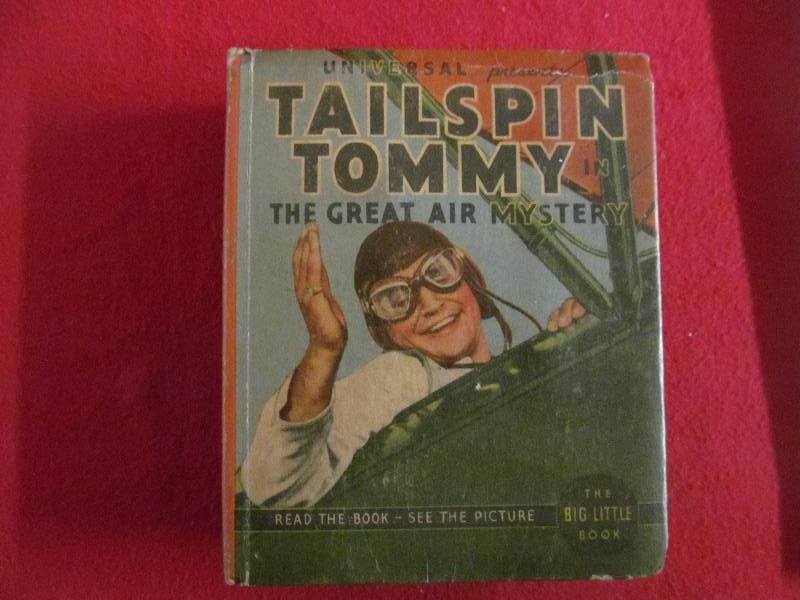 UNIVERSAL presents
TAILSPIN
TOMMY IN
THE GREAT AIR MYSTERY
READ THE BOOK - SEE THE PICTURE
THE
BIG LITTLE
BOOK